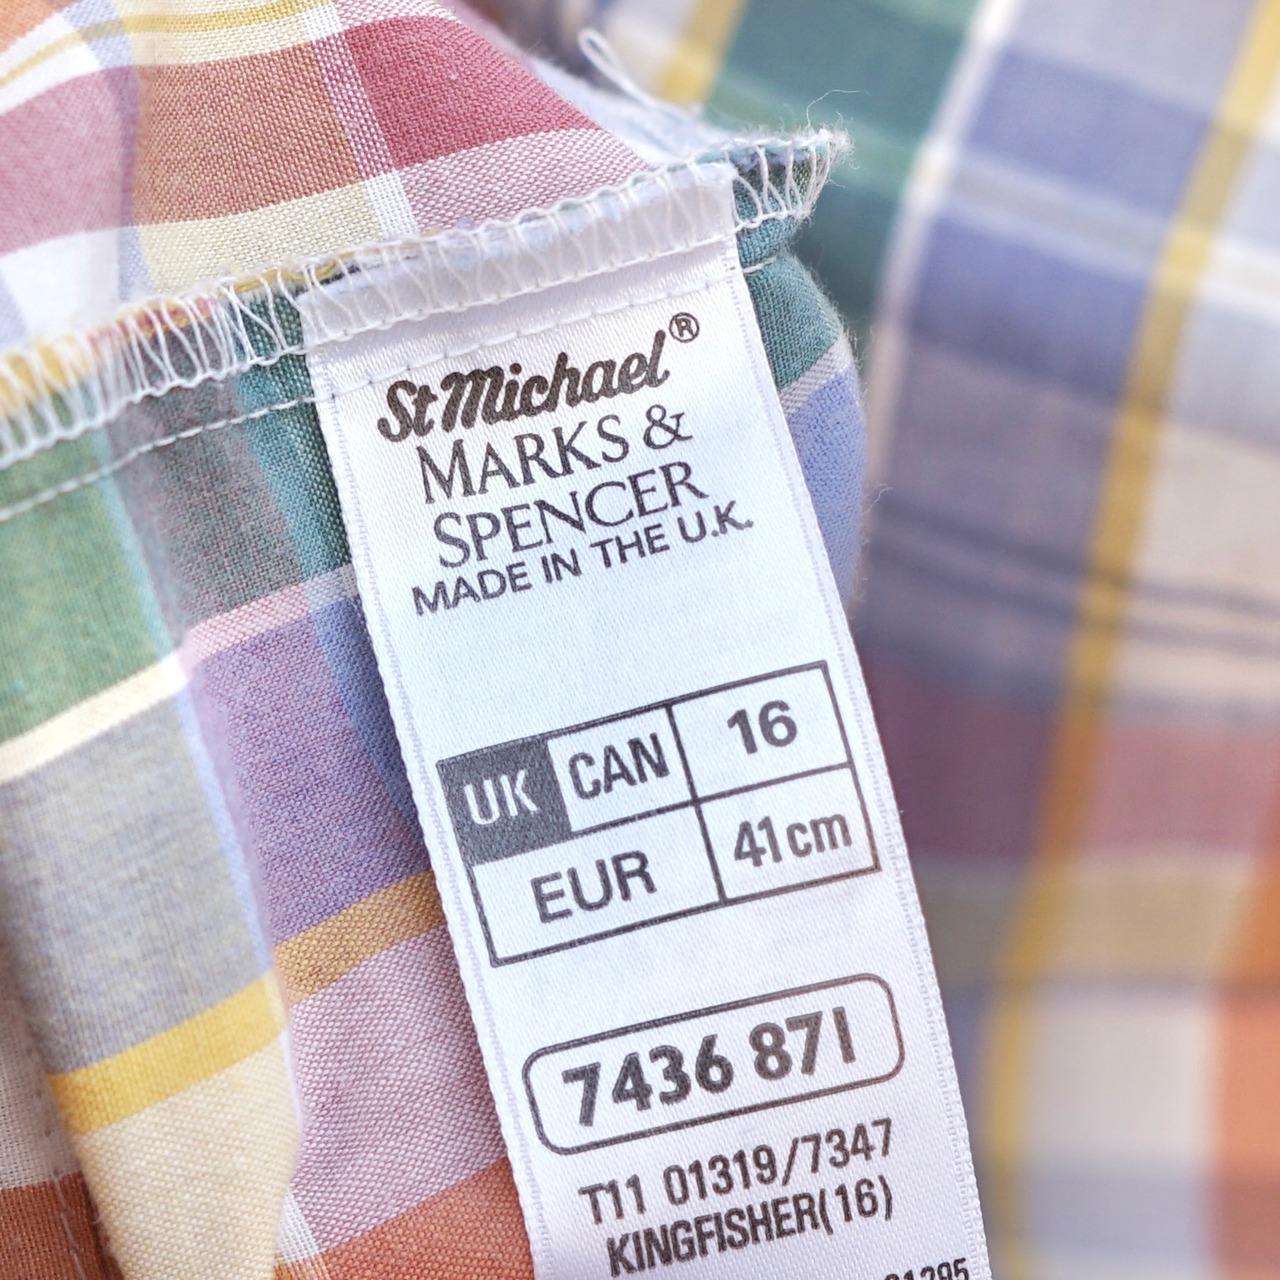 St Michael®
MARKS &
SPENCER
MADE IN THE U.K.
UK CAN 16
EUR 41cm
7436 871
T11 01319/7347
KINGFISHER(16)